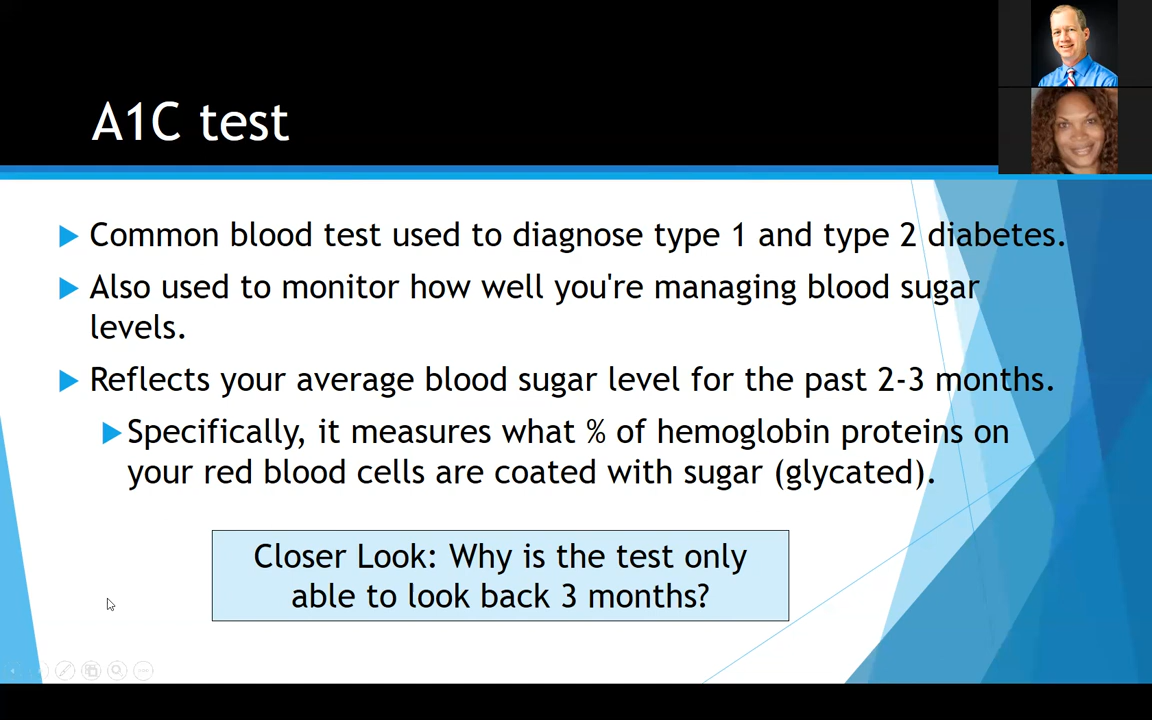 A1C test
Common blood test used to diagnose type 1 and type 2 diabetes.
Also used to monitor how well you're managing blood sugar
levels.
Reflects your average blood sugar level for the past 2-3 months.
Specifically, it measures what % of hemoglobin proteins on
your red blood cells are coated with sugar (glycated).
Closer Look: Why is the test only
able to look back 3 months?